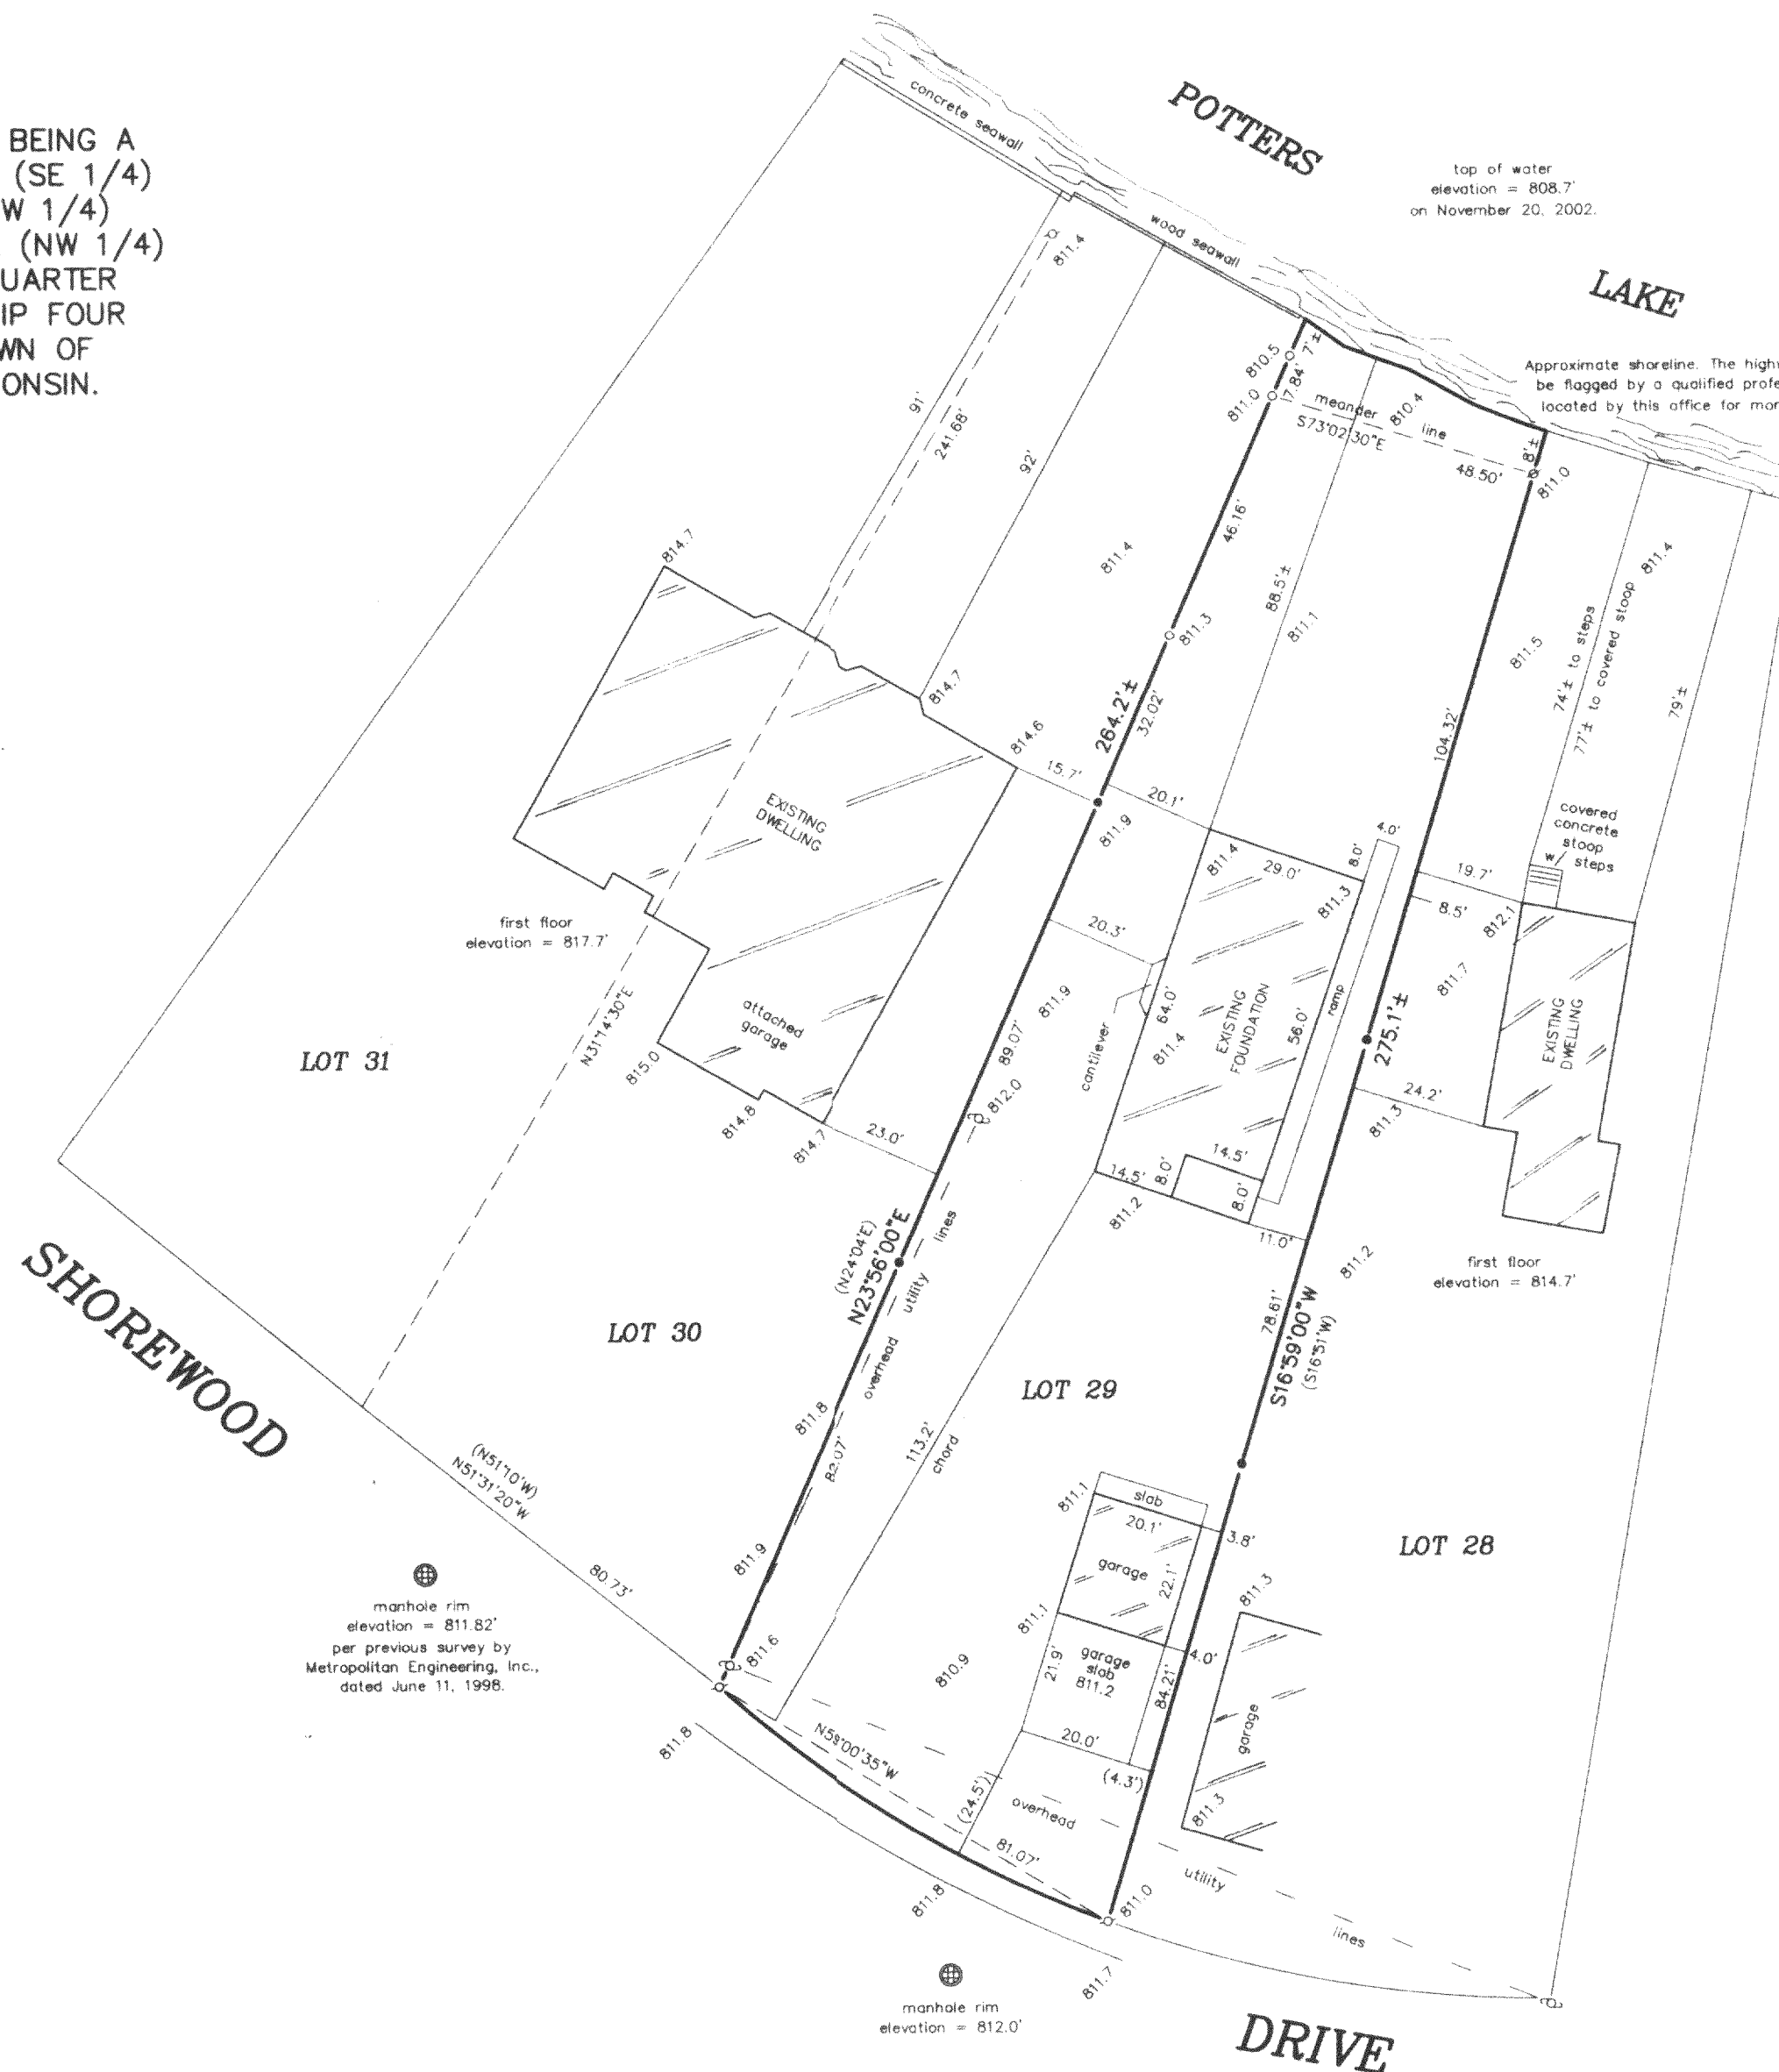 BEING A
(SE 1/4)
W 1/4)
(NW 1/4)
UARTER
IP FOUR
WN OF
ONSIN.
POTTERS
LAKE
top of water
elevation = 808.7'
on November 20, 2002.
concrete seawall
wood seawall
Approximate shoreline. The high
be flagged by a qualified profe
located by this office for mor
811.4
91'
241.68'
92'
810.5
7'±
811.0
7.84'
meander
line
810.4
S73°02'30"E
48.50'
8'±
811.0
46.16'
811.4
88.5'±
811.1
811.3
264.2'±
32.02'
104.32'
811.5
74'± to steps
77'± to covered stoop
811.4
79'±
814.7
814.7
814.6
15.7'
20.1'
811.9
EXISTING
DWELLING
first floor
elevation = 817.7'
attached
garage
N31°14'30"E
815.0
814.8
814.7
23.0'
LOT 31
covered
concrete
stoop
w/
steps
4.0'
8.0'
29.0'
811.4
811.3
19.7'
8.5'
812.1
811.7
20.3'
811.9
89.07'
cantilever
64.0'
811.4
EXISTING
FOUNDATION
56.0'
ramp
275.1'±
EXISTING
DWELLING
24.2'
811.3
812.0
14.5'
8.0'
14.5'
8.0'
811.2
11.0'
811.2
first floor
elevation = 814.7'
(N24°04'E)
N23°56'00"E
overhead
utility
lines
78.61'
S16°59'00"W
(S16°51'W)
SHOREWOOD
LOT 30
LOT 29
LOT 28
811.8
82.07'
113.2'
chord
(N51°10'W)
N51°31'20"W
80.73'
811.9
811.6
811.1
slab
20.1'
3.8'
garage
22.1'
811.1
4.0'
garage
slab
811.2
21.9'
84.21'
810.9
20.0'
(4.3')
(24.5')
811.3
garage
811.3
manhole rim
elevation = 811.82'
per previous survey by
Metropolitan Engineering, Inc.,
dated June 11, 1998.
811.8
81.07'
overhead
utility
lines
811.8
811.0
811.7
manhole rim
elevation = 812.0'
DRIVE